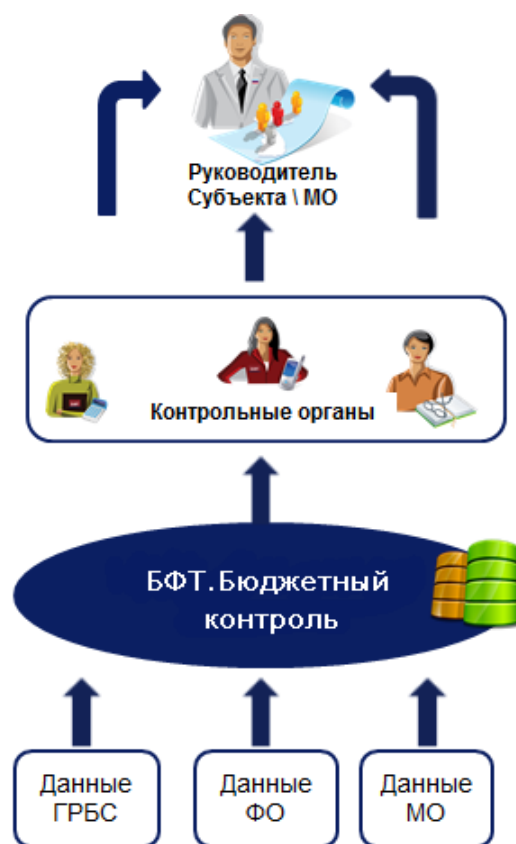 Руководитель
Субъекта \ МО
Контрольные органы
БФТ.Бюджетный
контроль
Данные
ГРБС
Данные
ФО
Данные
МО